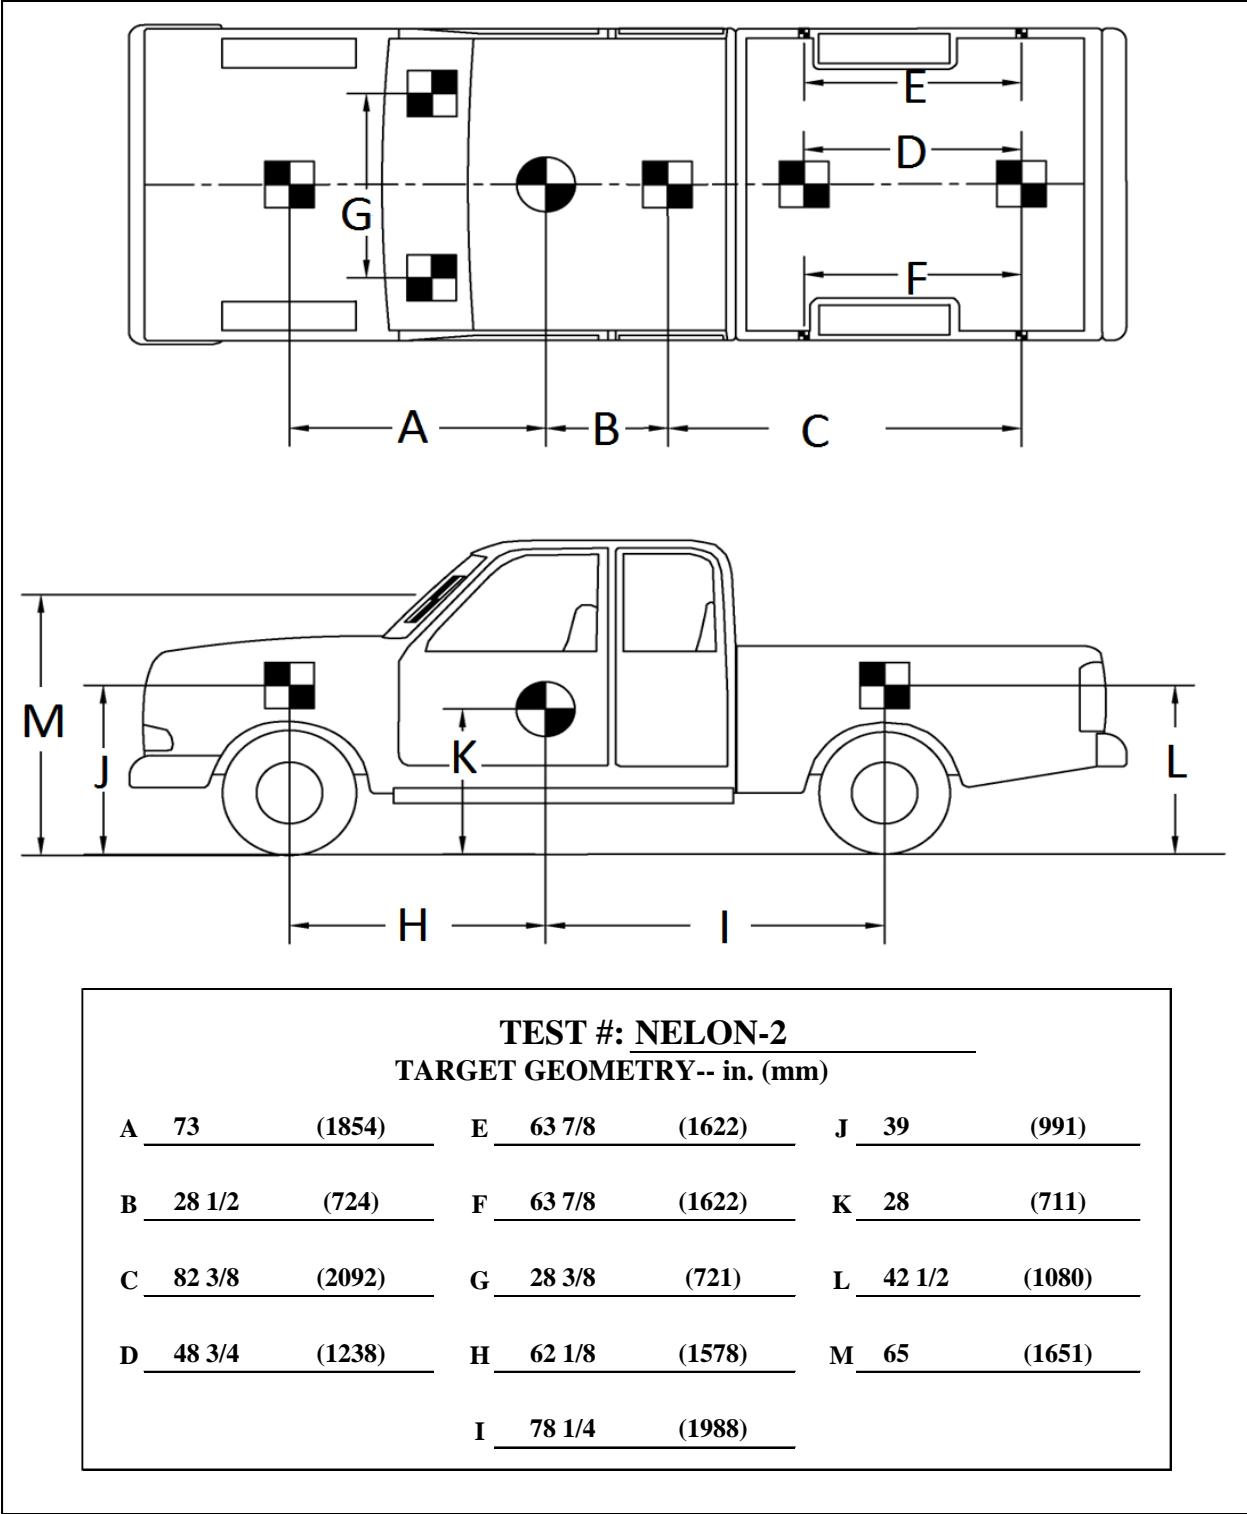 E
D
G
F
A B C
M
J
K
L
H I
TEST #: NELON-2
TARGET GEOMETRY-- in. (mm)
A 73 (1854) E 63 7/8 (1622) J 39 (991)
B 28 1/2 (724) F 63 7/8 (1622) K 28 (711)
C 82 3/8 (2092) G 28 3/8 (721) L 42 1/2 (1080)
D 48 3/4 (1238) H 62 1/8 (1578) M 65 (1651)
I 78 1/4 (1988)